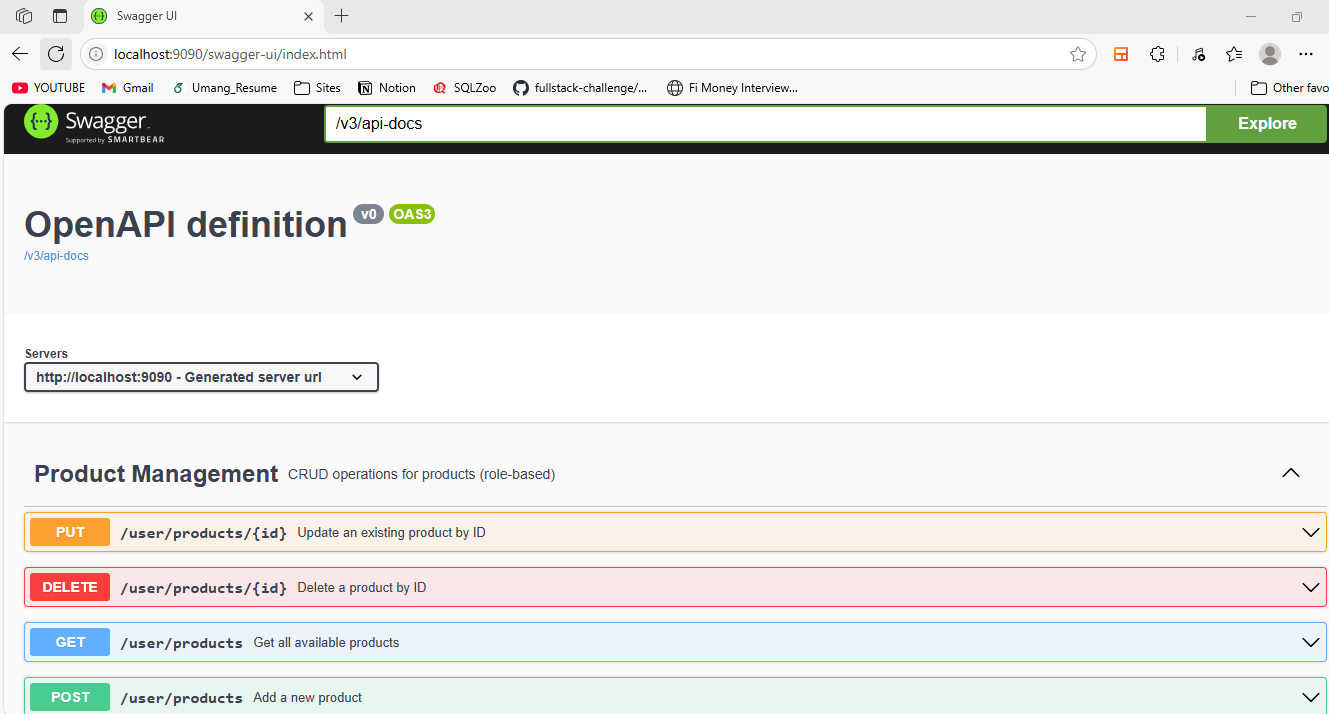 Swagger UI
localhost:9090/swagger-ui/index.html
YOUTUBE Gmail Umang_Resume Sites Notion SQLZoo fullstack-challenge/... Fi Money Interview... Other favo
{···} Swagger. /v3/api-docs Explore
Supported by SMARTBEAR
OpenAPI definition v0 OAS3
/v3/api-docs
Servers
http://localhost:9090 - Generated server url
Product Management CRUD operations for products (role-based)
PUT /user/products/{id} Update an existing product by ID
DELETE /user/products/{id} Delete a product by ID
GET /user/products Get all available products
POST /user/products Add a new product